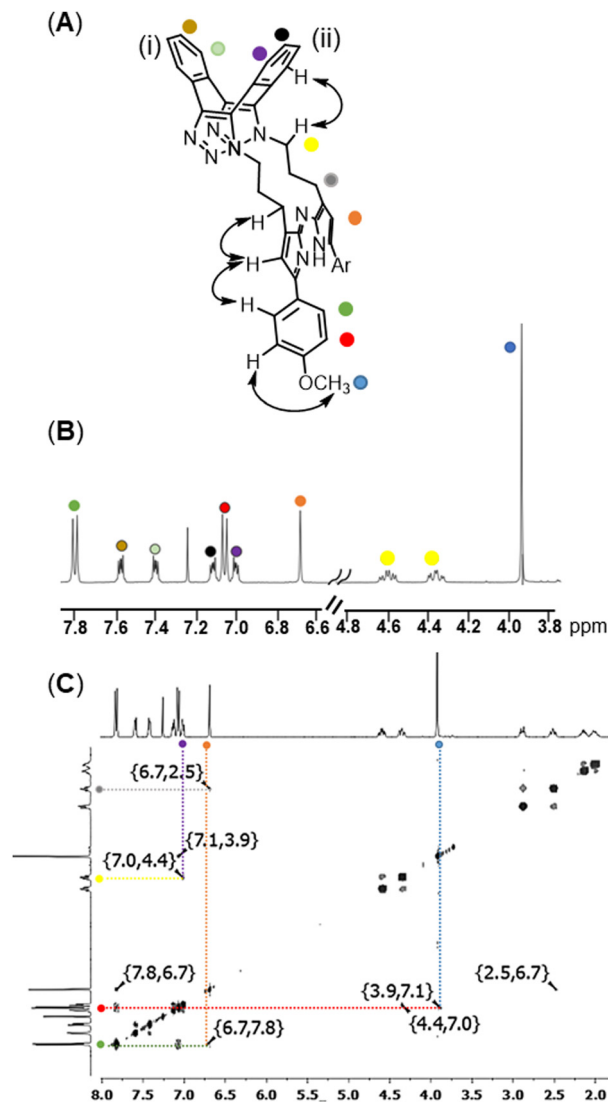 (A)
(i) (ii)
H
H
N N
N N N N
N
H
N N
H N N
H Ar
H
H
OCH3
(B)
7.8 7.6 7.4 7.2 7.0 6.8 6.6 4.8 4.6 4.4 4.2 4.0 3.8 ppm
(C)
{6.7,2.5}
{7.1,3.9}
{7.0,4.4}
{7.8,6.7} {2.5,6.7}
{3.9,7.1}
{4.4,7.0}
{6.7,7.8}
8.0 7.5 7.0 6.5 6.0 5.5 5.0 4.5 4.0 3.5 3.0 2.5 2.0